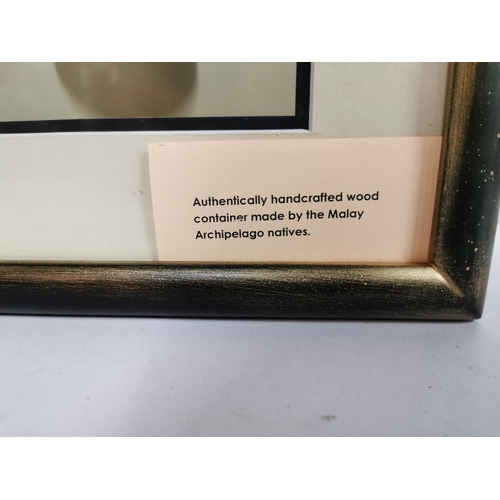 Authentically handcrafted wood
container made by the Malay
Archipelago natives.